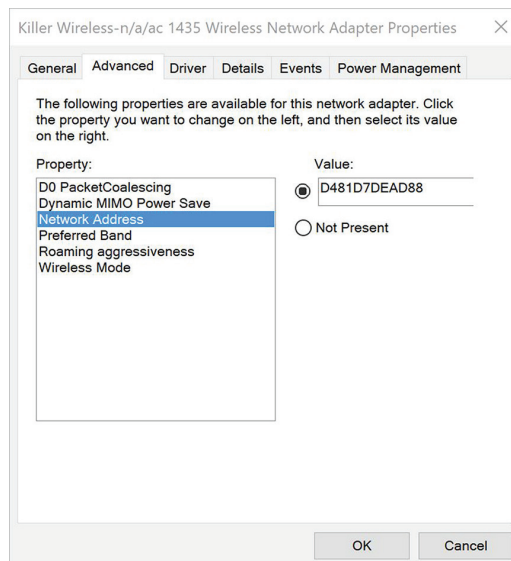 Killer Wireless-n/a/ac 1435 Wireless Network Adapter Properties
General Advanced Driver Details Events Power Management
The following properties are available for this network adapter. Click
the property you want to change on the left, and then select its value
on the right.
Property:
Value:
D0 PacketCoalescing
Dynamic MIMO Power Save
Network Address
Preferred Band
Roaming aggressiveness
Wireless Mode
D481D7DEAD88
Not Present
OK
Cancel